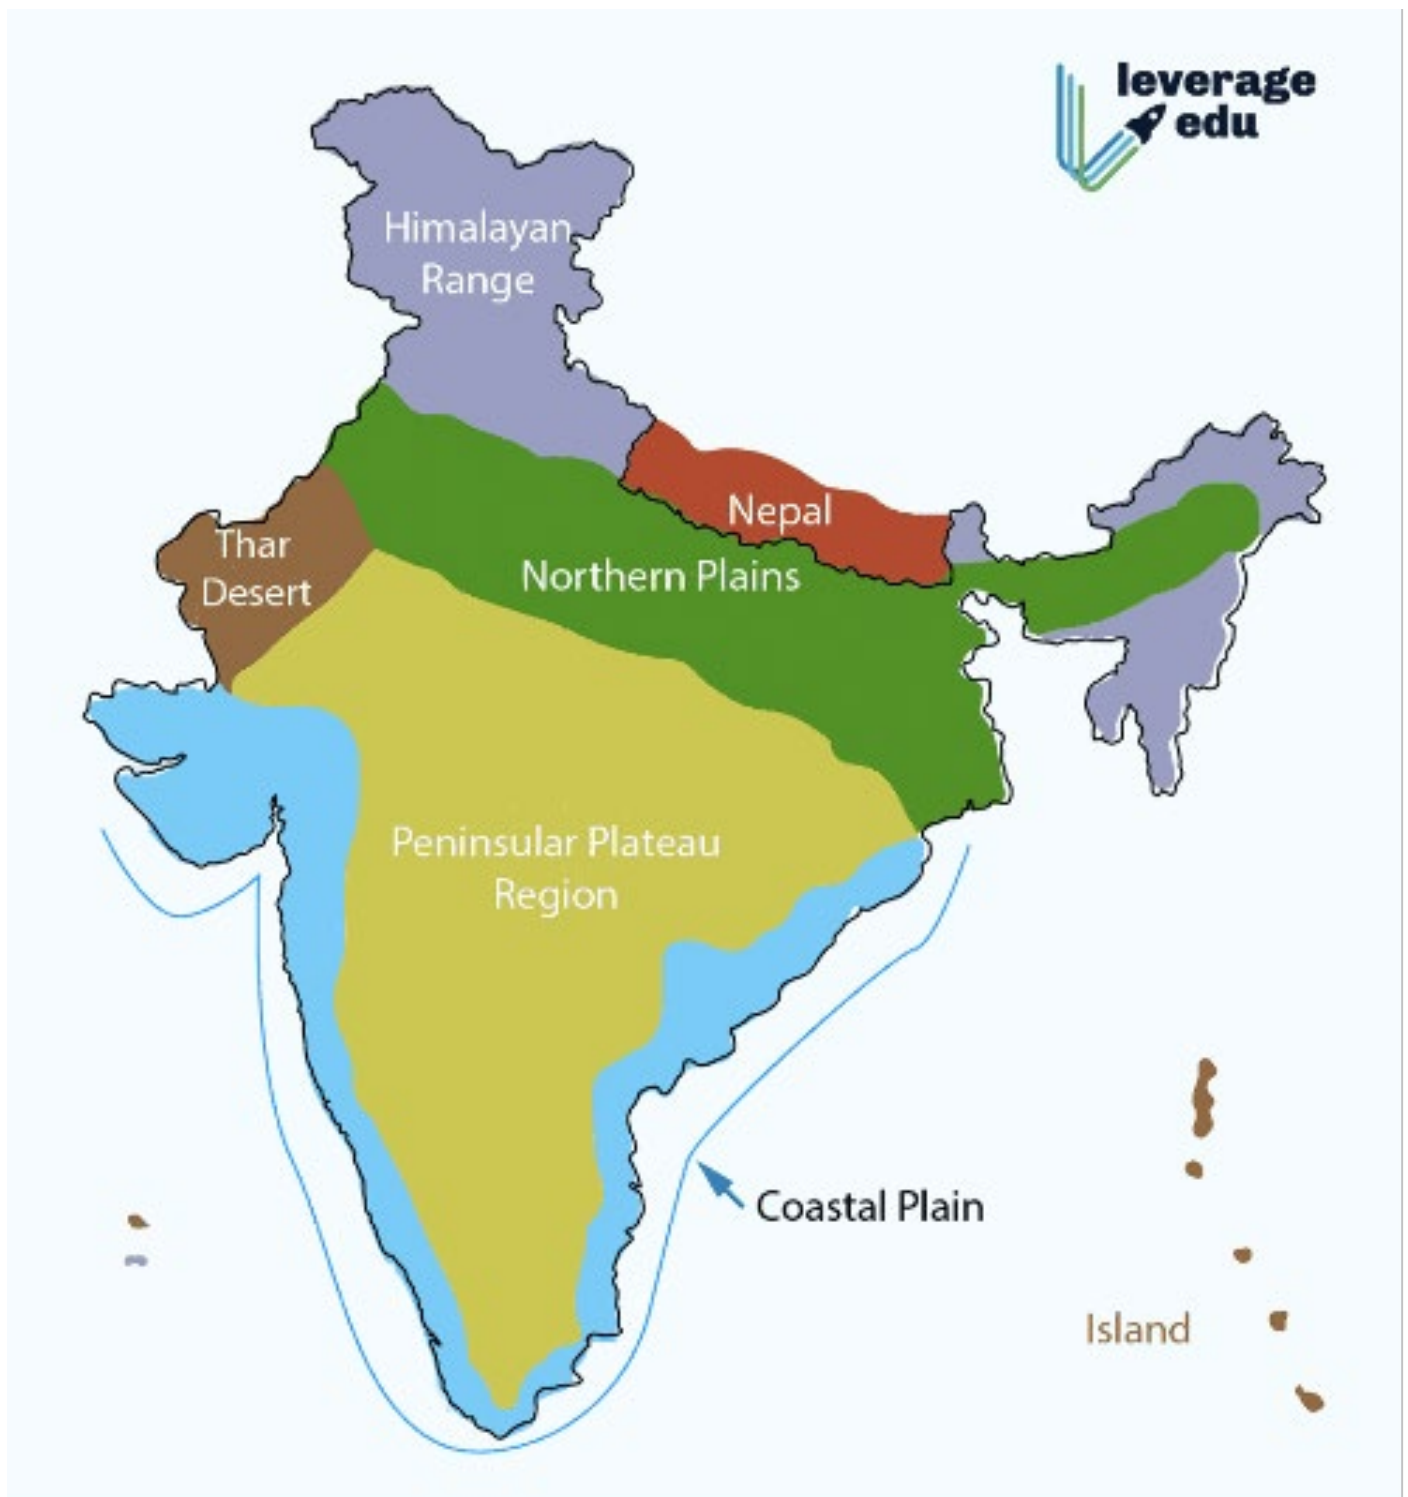 leverage
edu
Himalayan
Range
Nepal
Thar
Desert
Northern Plains
Peninsular Plateau
Region
Coastal Plain
Island